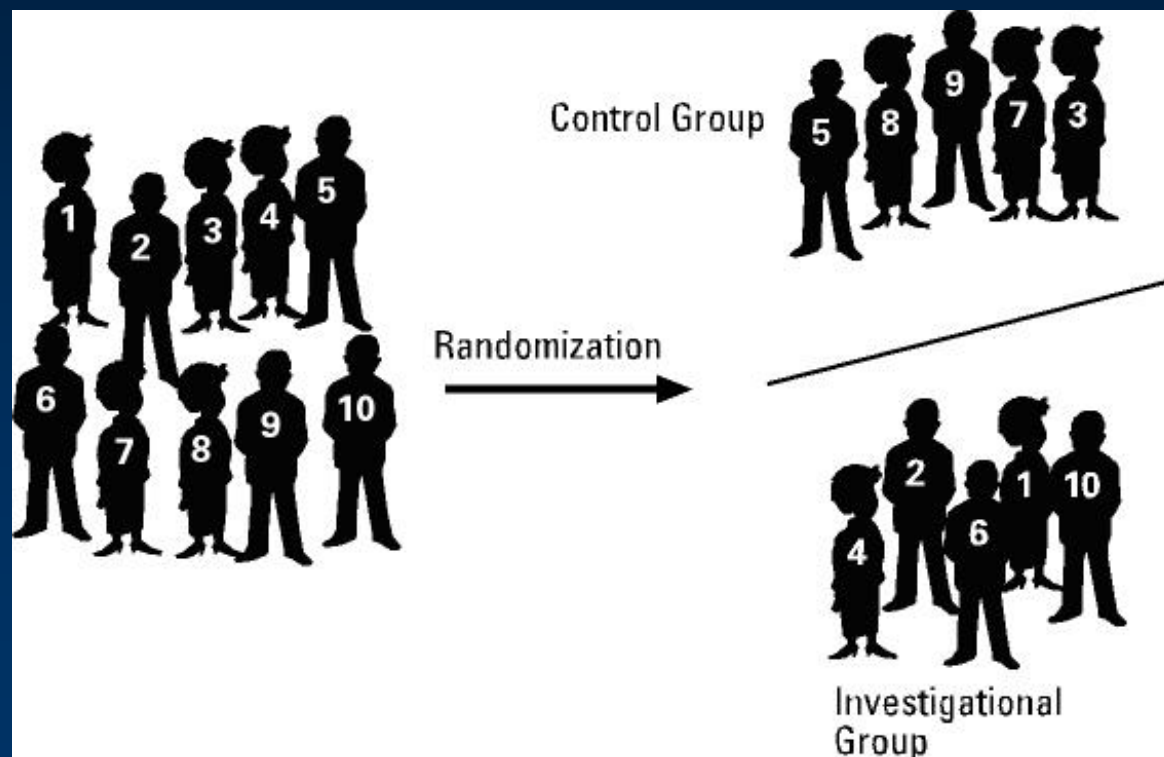 1 2 3 4 5
6 7 8 9 10
Randomization
Control Group
5 8 9 7 3
4 2 6 1 10
Investigational
Group